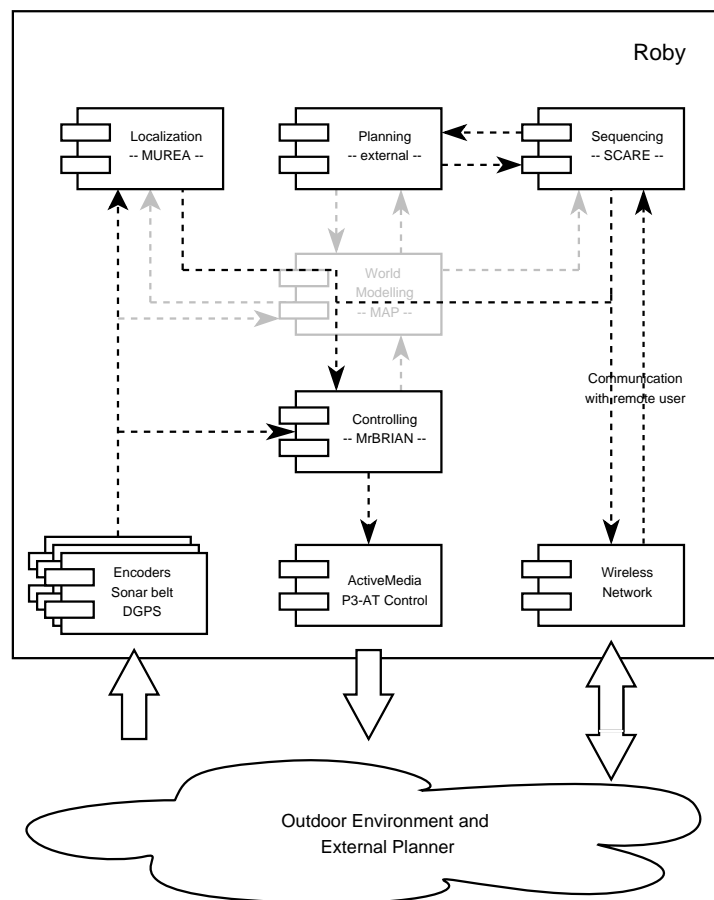 Roby
Localization
-- MUREA --
Planning
-- external --
Sequencing
-- SCARE --
World
Modelling
-- MAP --
Communication
with remote user
Controlling
-- MrBRIAN --
Encoders
Sonar belt
DGPS
ActiveMedia
P3-AT Control
Wireless
Network
Outdoor Environment and
External Planner